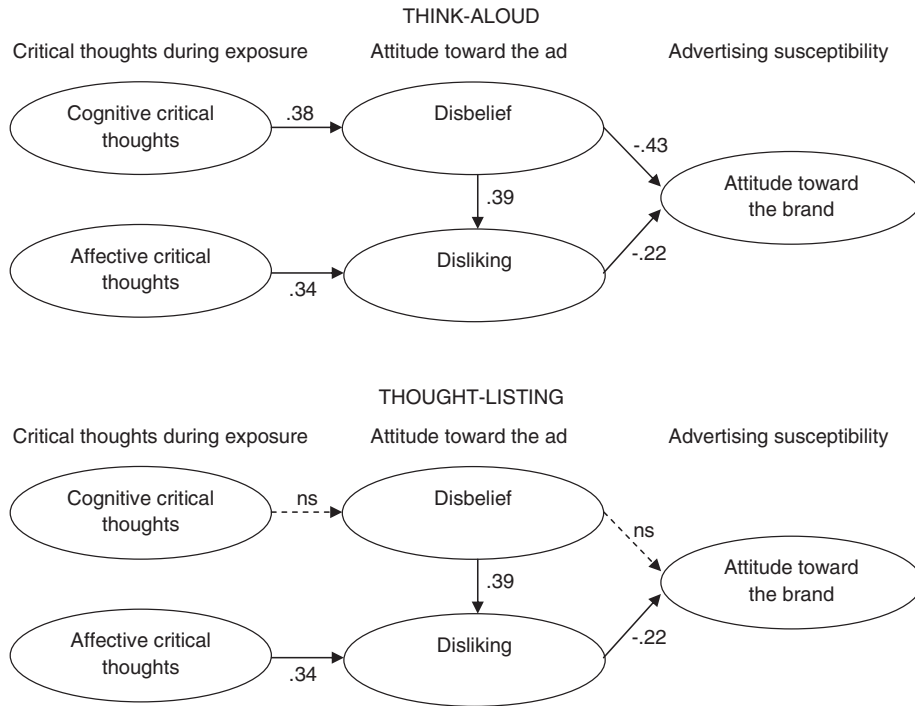 THINK-ALOUD
Critical thoughts during exposure
Attitude toward the ad
Advertising susceptibility
Cognitive critical
thoughts
.38
Disbelief
-.43
.39
Attitude toward
the brand
Affective critical
thoughts
.34
Disliking
-.22
THOUGHT-LISTING
Critical thoughts during exposure
Attitude toward the ad
Advertising susceptibility
Cognitive critical
thoughts
ns
Disbelief
ns
.39
Attitude toward
the brand
Affective critical
thoughts
.34
Disliking
-.22